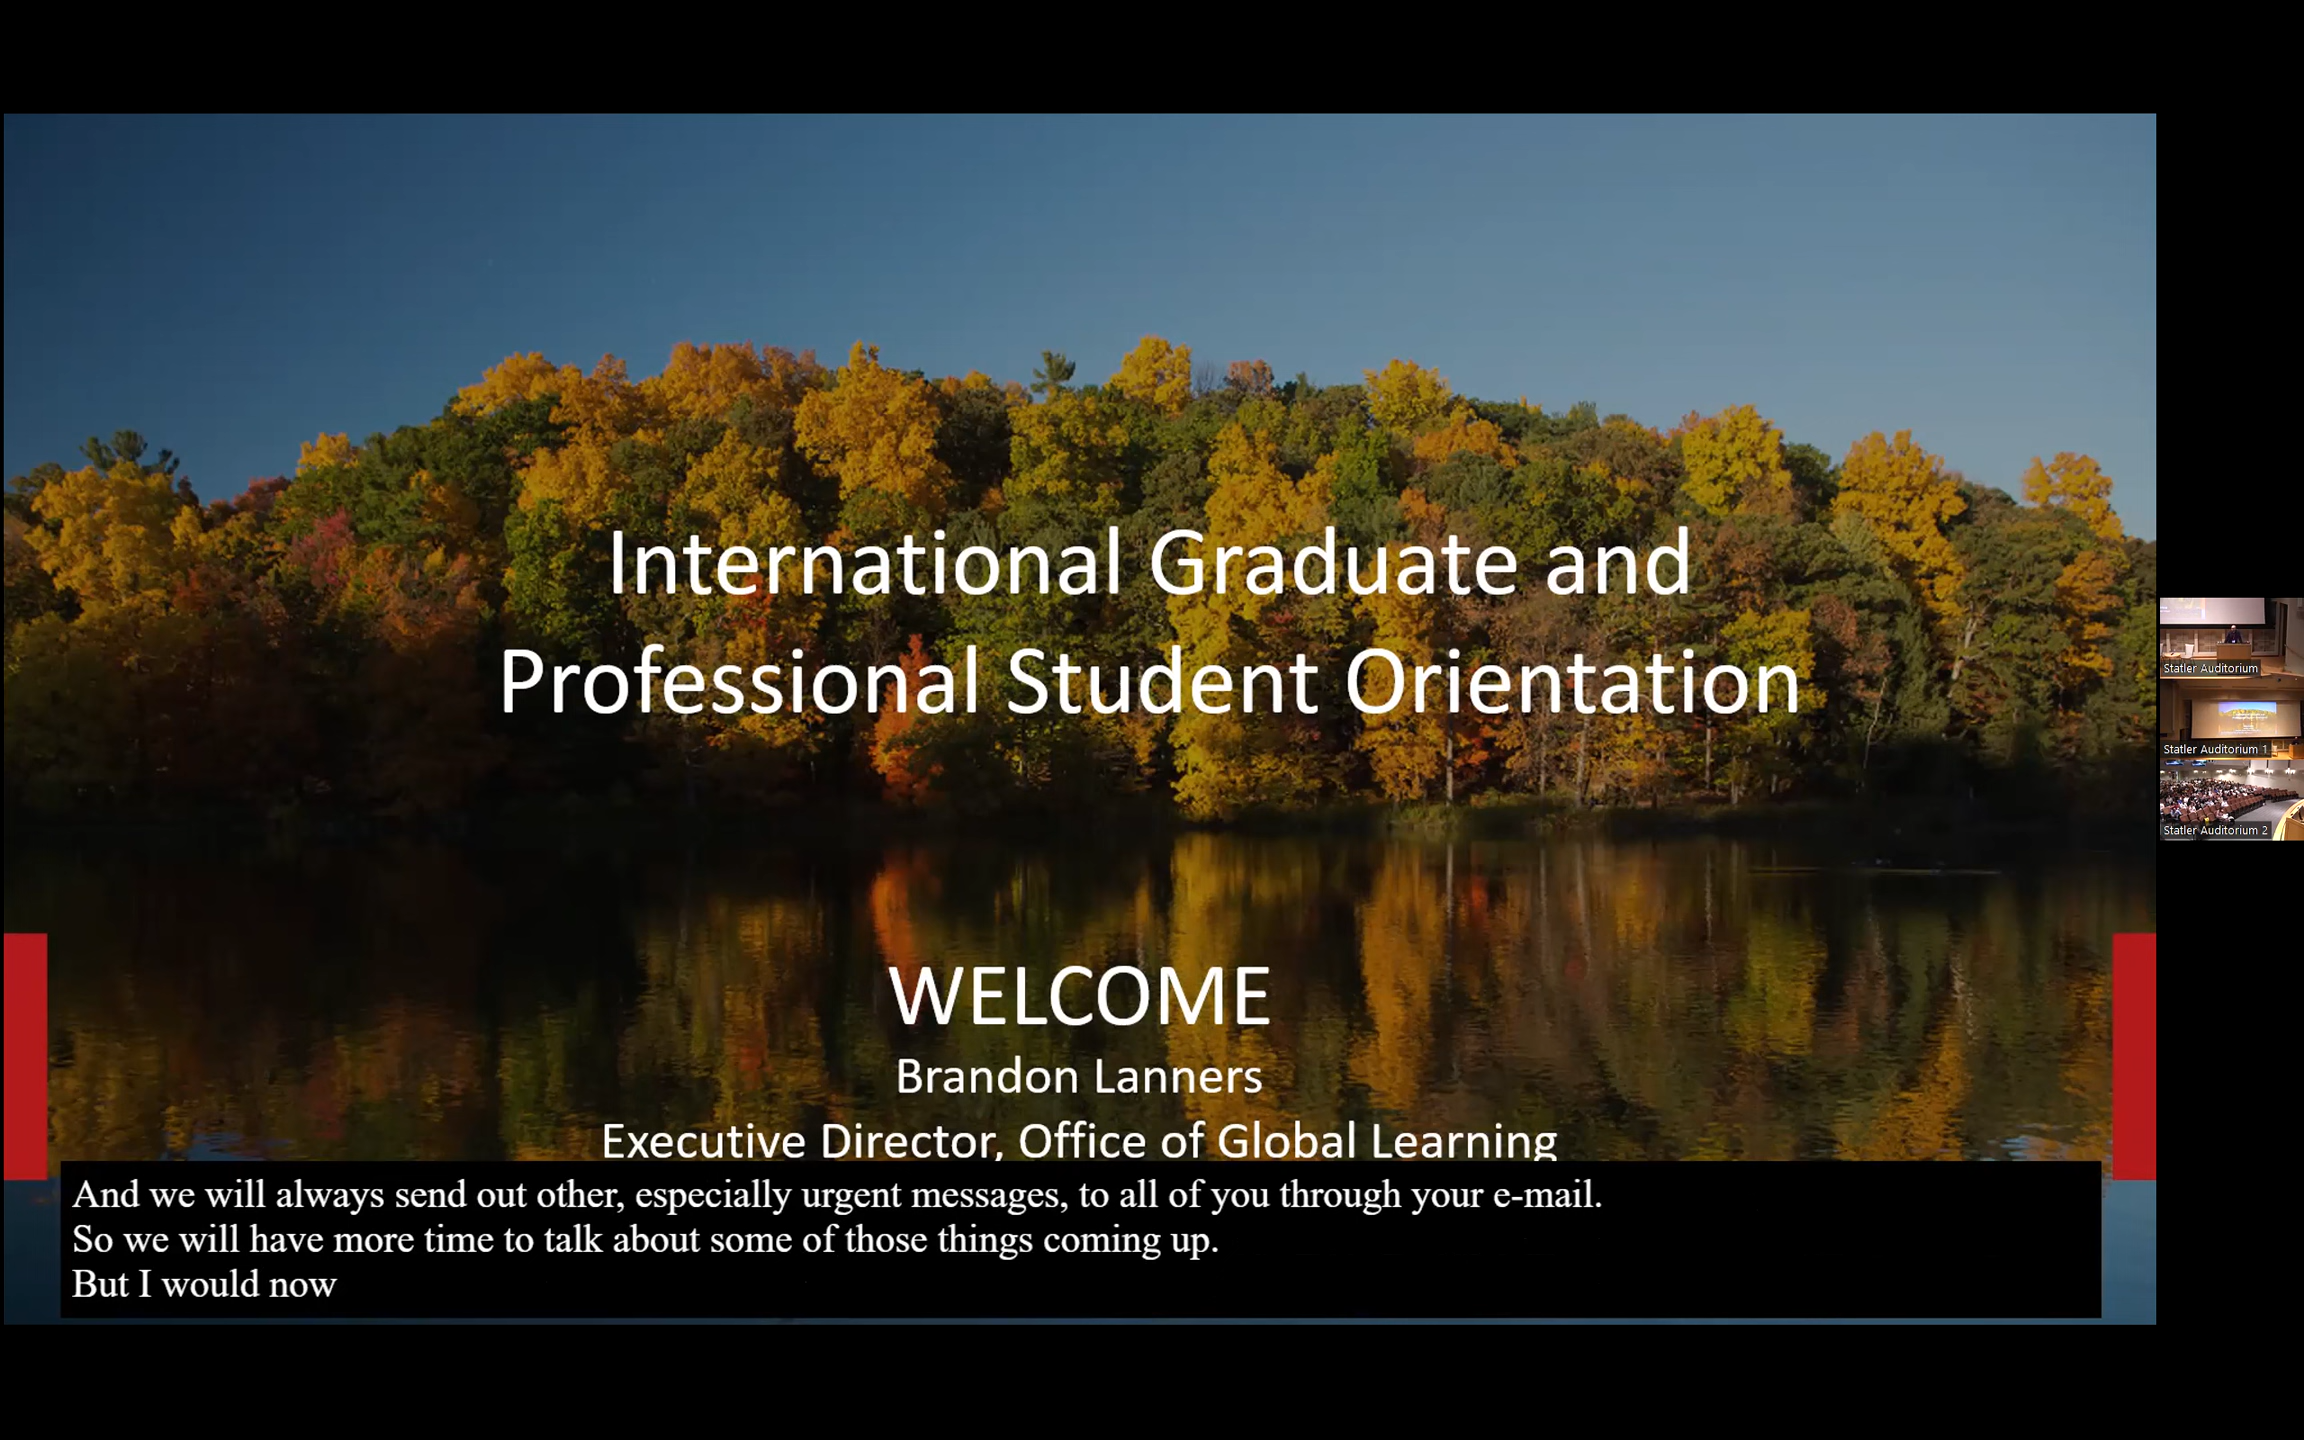 International Graduate and
Professional Student Orientation
WELCOME
Brandon Lanners
Executive Director, Office of Global Learning
And we will always send out other, especially urgent messages, to all of you through your e-mail.
So we will have more time to talk about some of those things coming up.
But I would now
Statler Auditorium
Statler Auditorium 1
Statler Auditorium 2